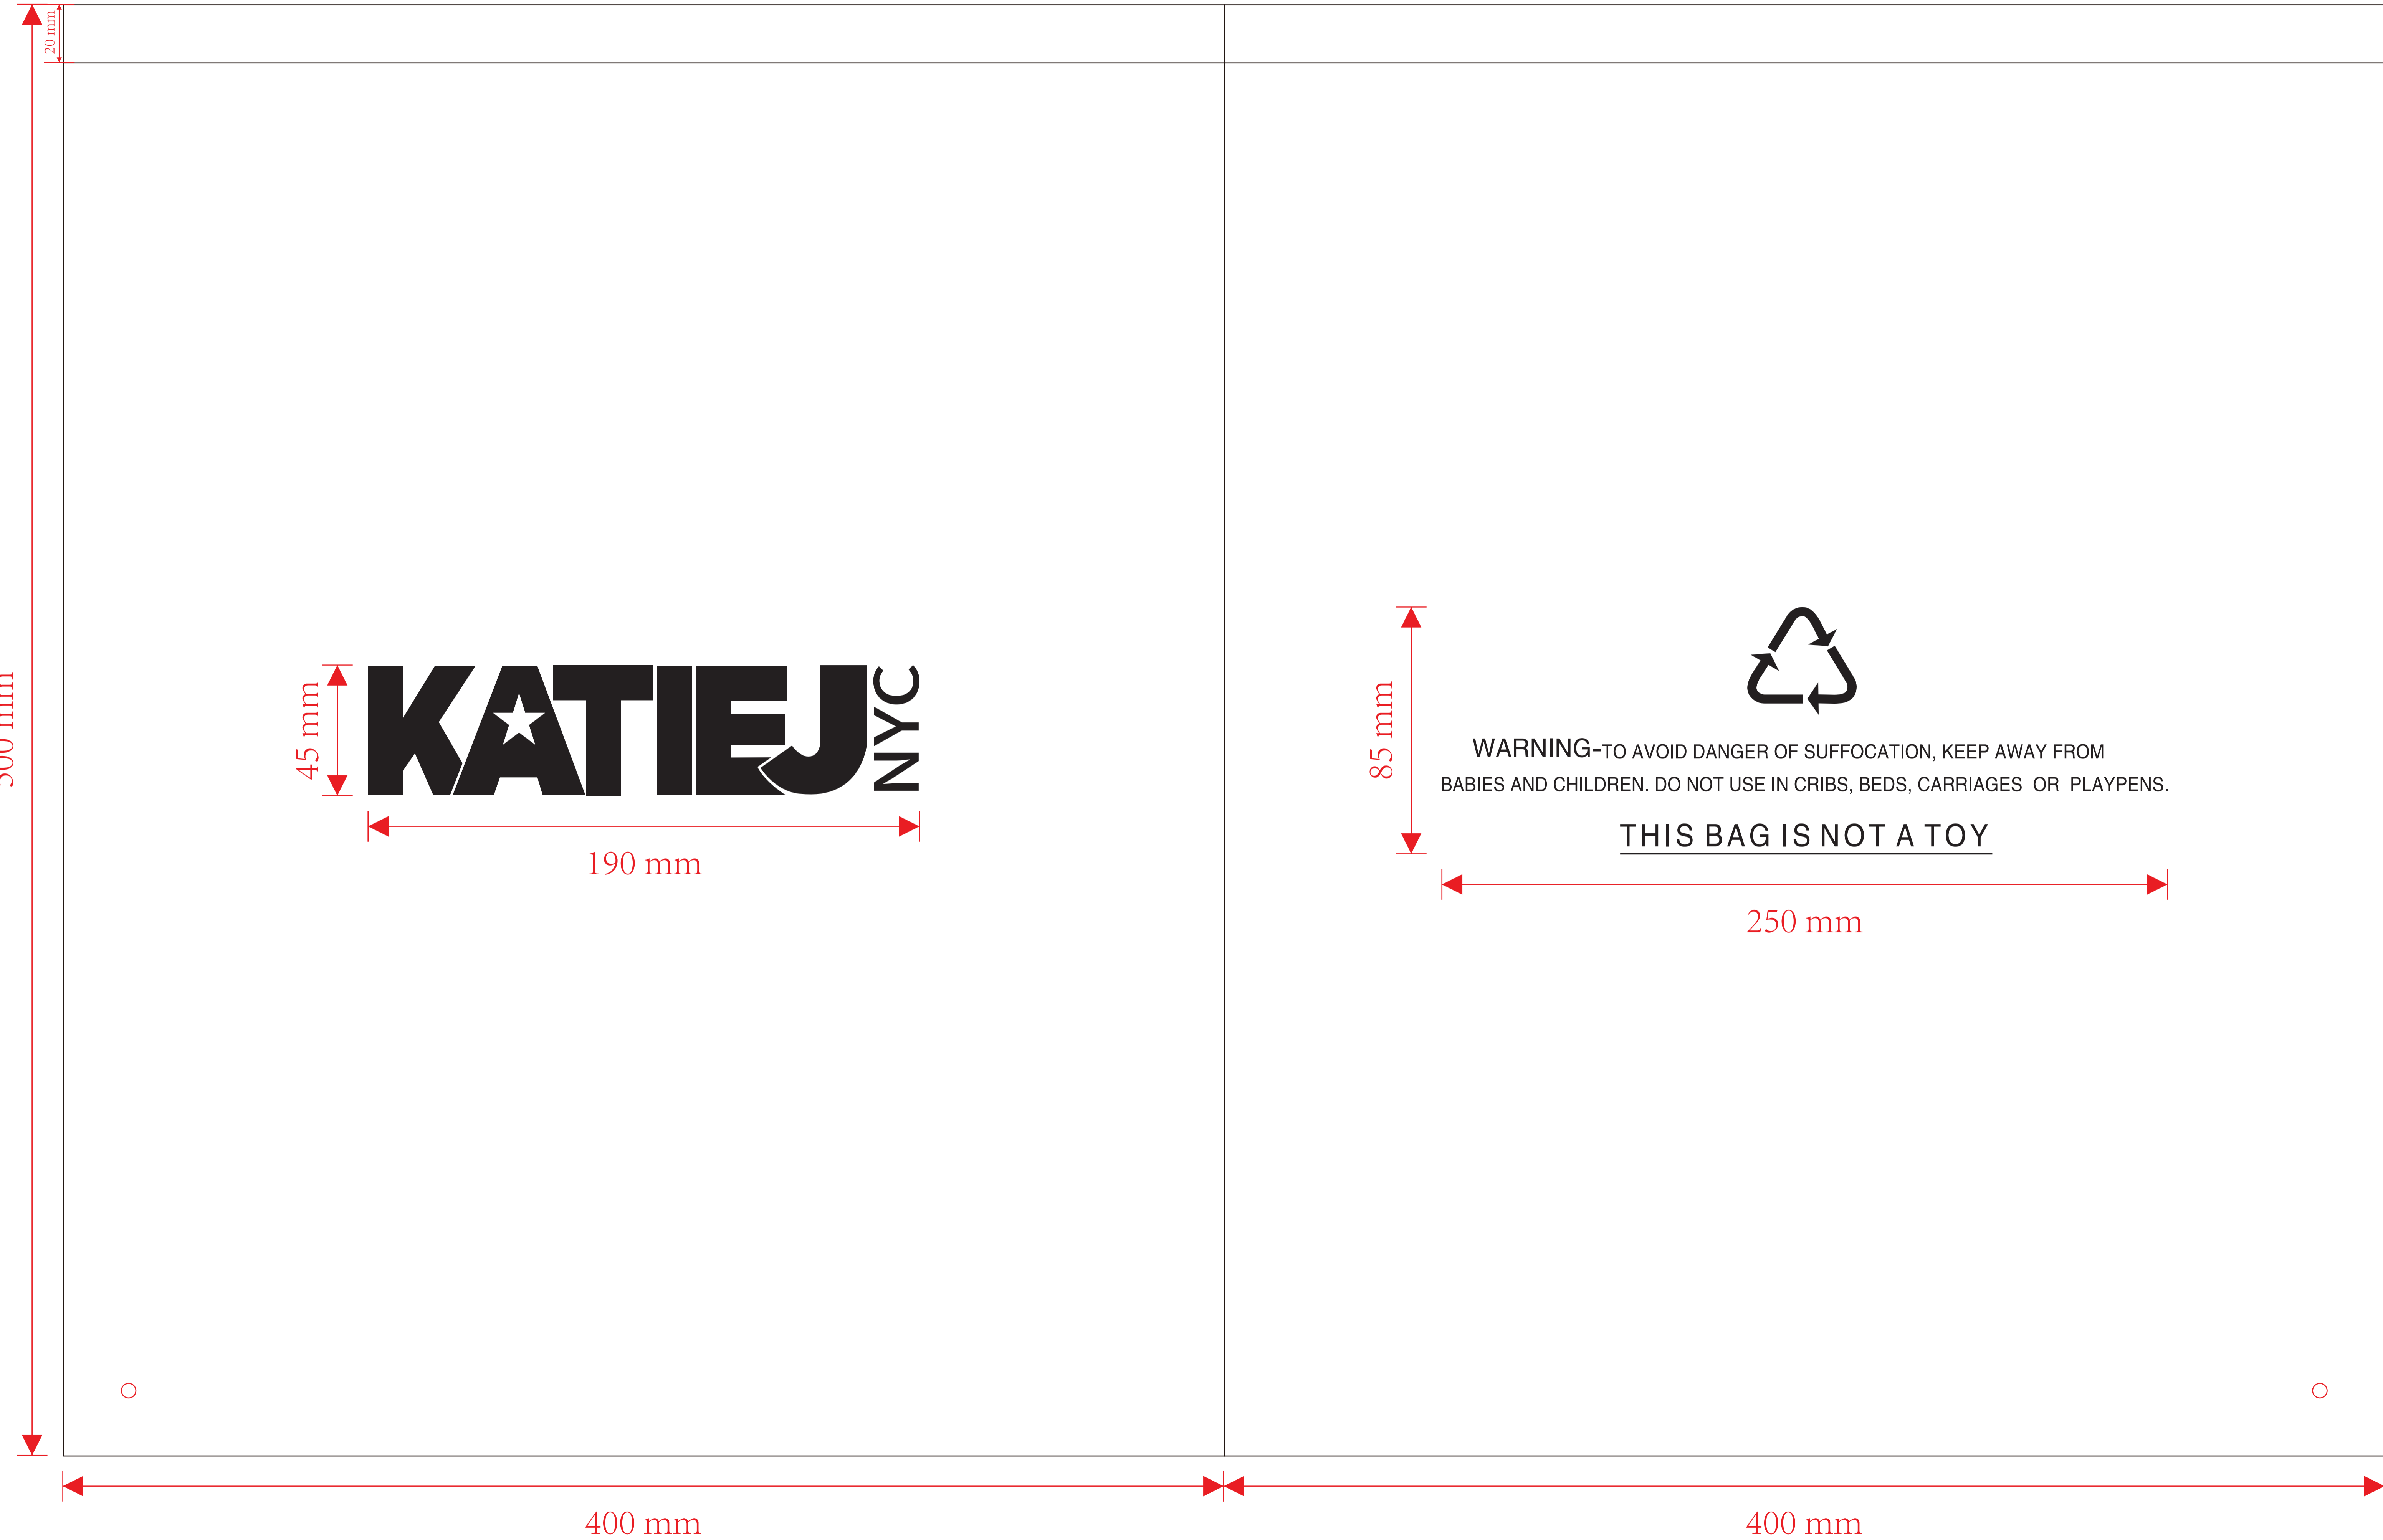 20 mm
500 mm
45 mm
KATIEJ NYC
190 mm
85 mm
WARNING-TO AVOID DANGER OF SUFFOCATION, KEEP AWAY FROM
BABIES AND CHILDREN. DO NOT USE IN CRIBS, BEDS, CARRIAGES OR PLAYPENS.
THIS BAG IS NOT A TOY
250 mm
400 mm
400 mm